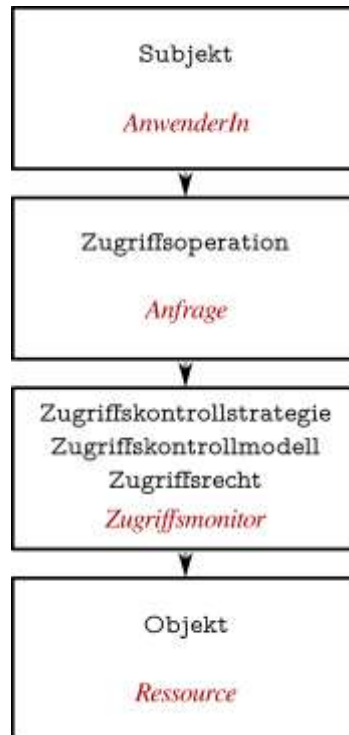 Subjekt
AnwenderIn
Zugriffsoperation
Anfrage
Zugriffskontrollstrategie
Zugriffskontrollmodell
Zugriffsrecht
Zugriffsmonitor
Objekt
Ressource